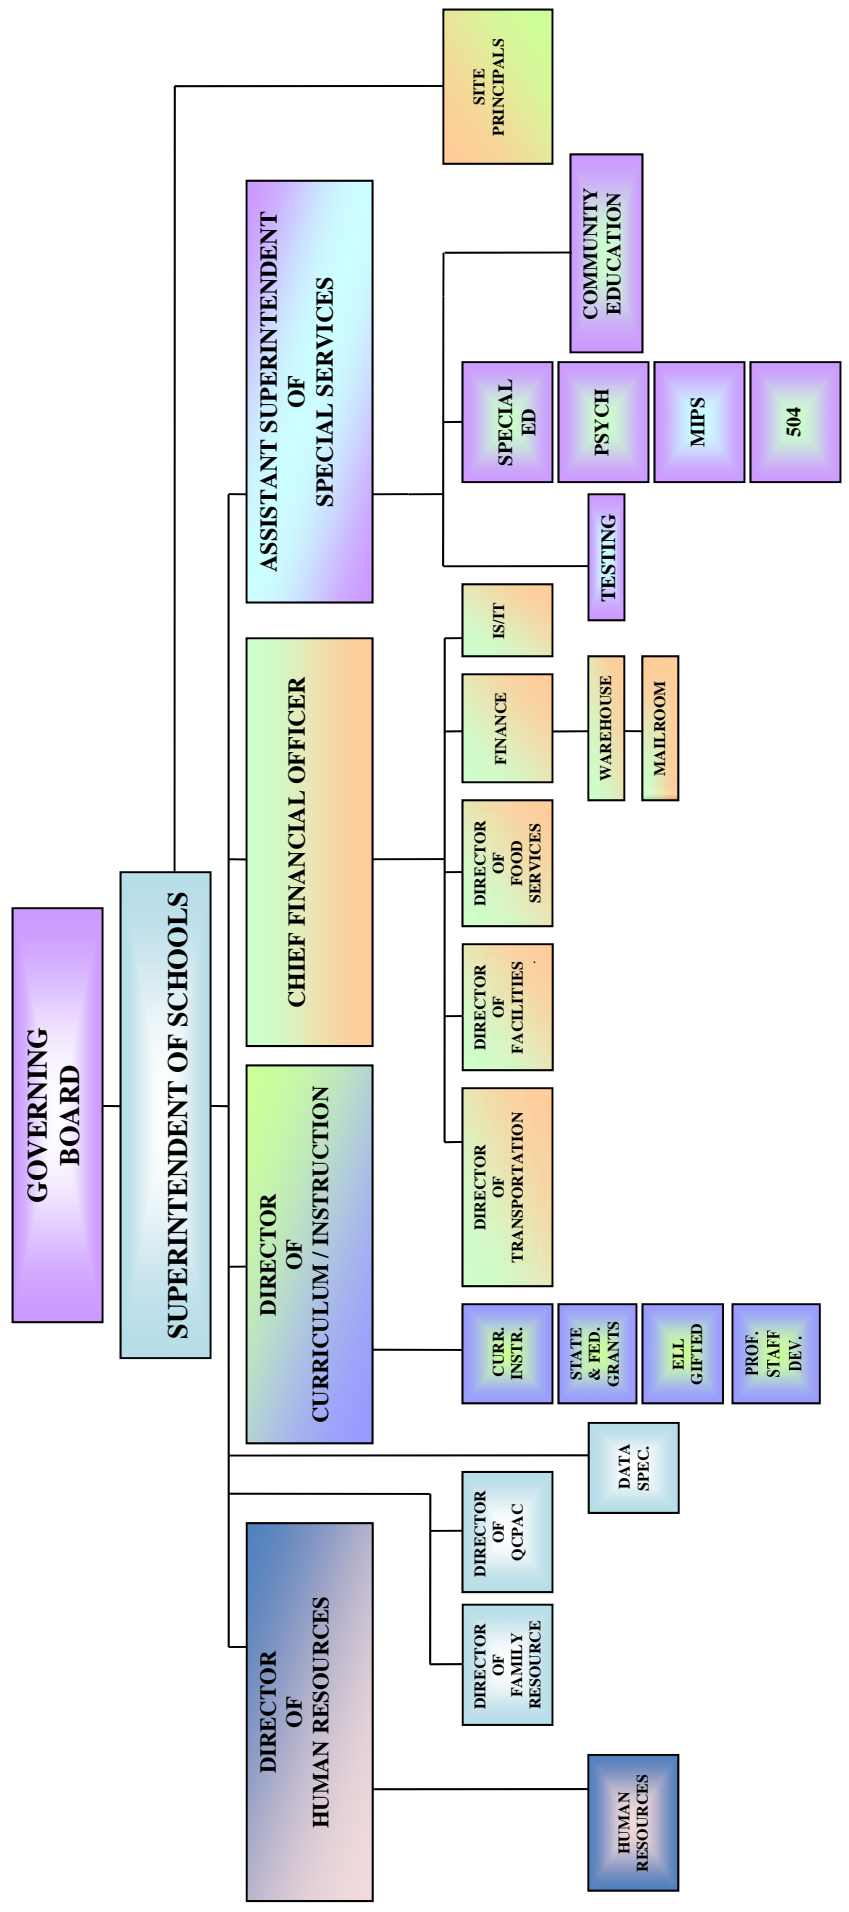 GOVERNING
BOARD
SUPERINTENDENT OF SCHOOLS
DIRECTOR
OF
HUMAN RESOURCES
DIRECTOR
OF
CURRICULUM / INSTRUCTION
CHIEF FINANCIAL OFFICER
ASSISTANT SUPERINTENDENT
OF
SPECIAL SERVICES
SITE
PRINCIPALS
HUMAN
RESOURCES
DIRECTOR
OF
FAMILY
RESOURCE
DIRECTOR
OF
QCPAC
DATA
SPEC.
CURR.
INSTR.
STATE
& FED.
GRANTS
ELL
GIFTED
PROF.
STAFF
DEV.
DIRECTOR
OF
TRANSPORTATION
DIRECTOR
OF
FACILITIES
DIRECTOR
OF
FOOD
SERVICES
FINANCE
WAREHOUSE
MAILROOM
IS/IT
TESTING
SPECIAL
ED
PSYCH
MIPS
504
COMMUNITY
EDUCATION